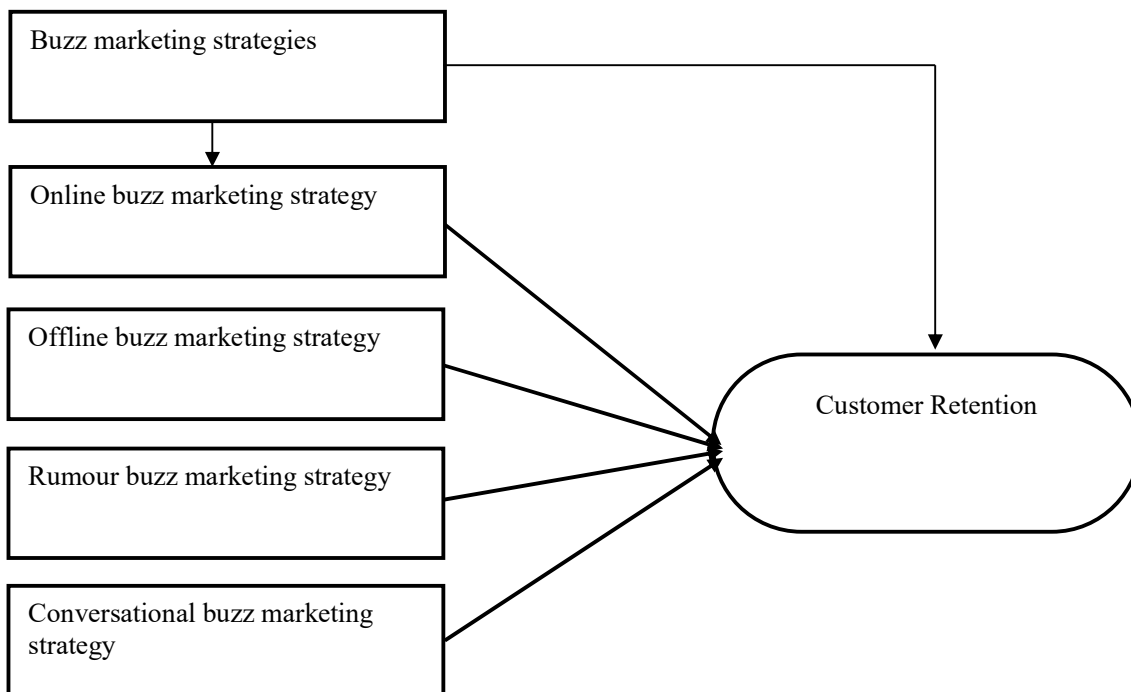 Buzz marketing strategies
Online buzz marketing strategy
Offline buzz marketing strategy
Customer Retention
Rumour buzz marketing strategy
Conversational buzz marketing
strategy